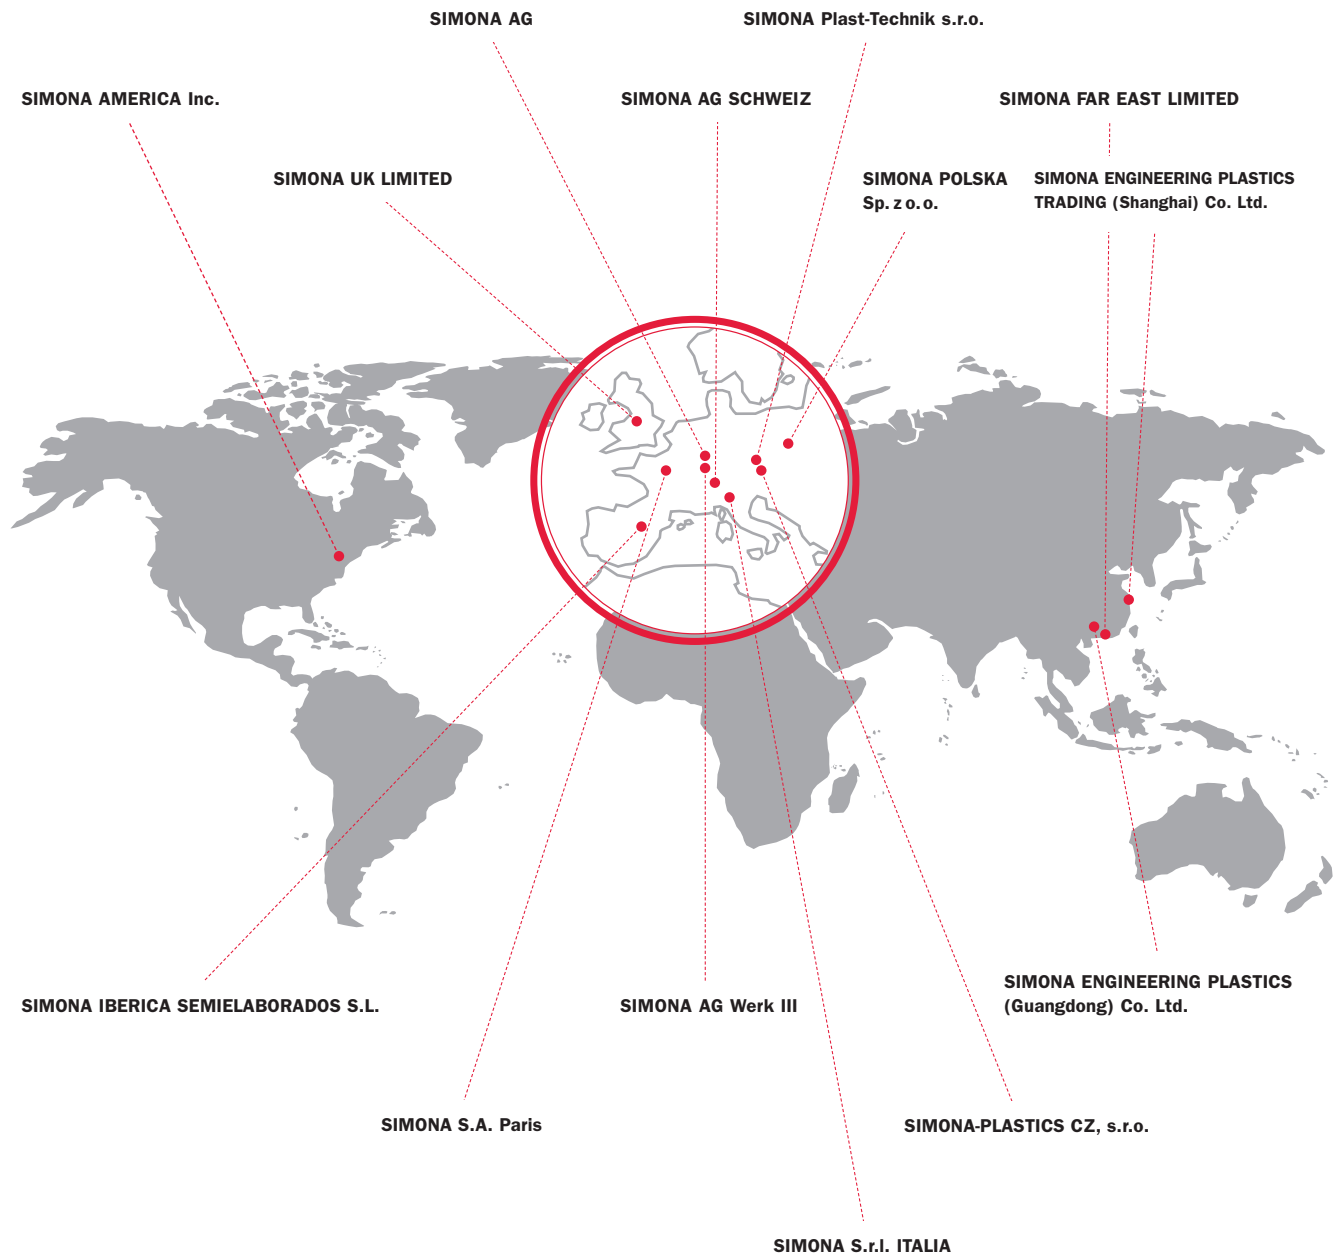 SIMONA AG
SIMONA Plast-Technik s.r.o.
SIMONA AMERICA Inc.
SIMONA AG SCHWEIZ
SIMONA FAR EAST LIMITED
SIMONA UK LIMITED
SIMONA POLSKA
Sp. z o. o.
SIMONA ENGINEERING PLASTICS
TRADING (Shanghai) Co. Ltd.
SIMONA IBERICA SEMIELABORADOS S.L.
SIMONA AG Werk III
SIMONA ENGINEERING PLASTICS
(Guangdong) Co. Ltd.
SIMONA S.A. Paris
SIMONA-PLASTICS CZ, s.r.o.
SIMONA S.r.l. ITALIA